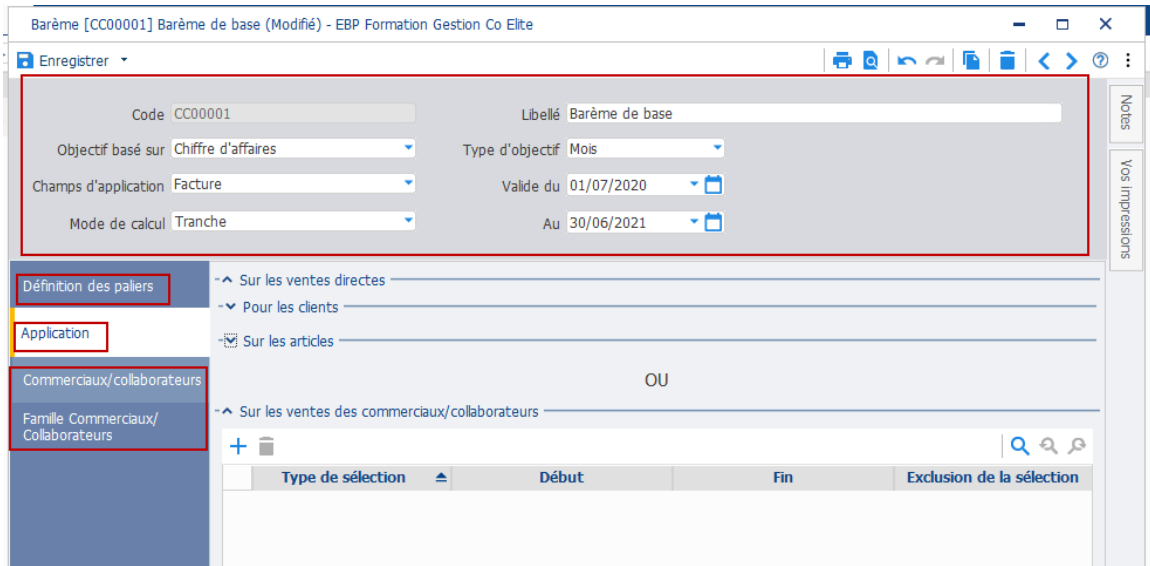 Barème [CC00001] Barème de base (Modifié) - EBP Formation Gestion Co Elite
Enregistrer
Code CC00001 Libellé Barème de base
Objectif basé sur Chiffre d'affaires Type d'objectif Mois
Champs d'application Facture Valide du 01/07/2020
Mode de calcul Tranche Au 30/06/2021
Notes
Vos impressions
Définition des paliers
Application
Commerciaux/collaborateurs
Famille Commerciaux/
Collaborateurs
Sur les ventes directes
Pour les clients
Sur les articles
OU
Sur les ventes des commerciaux/collaborateurs
Type de sélection Début Fin Exclusion de la sélection